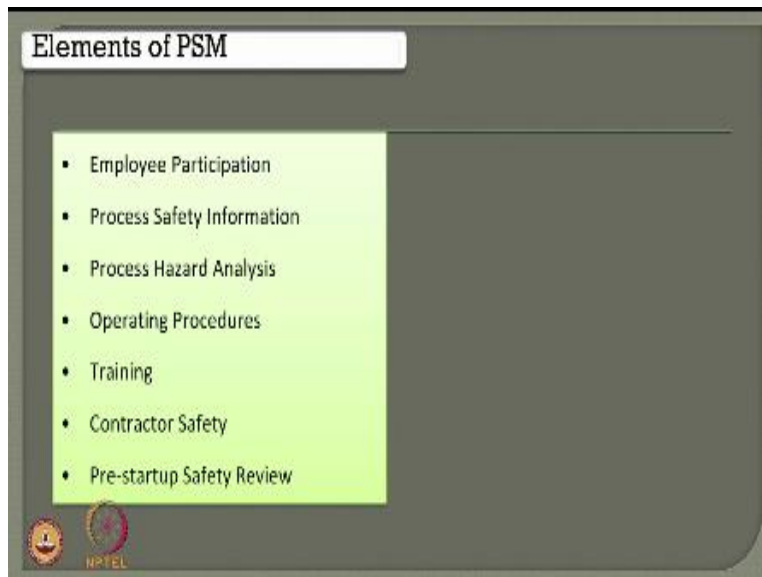 Elements of PSM
• Employee Participation
• Process Safety Information
• Process Hazard Analysis
• Operating Procedures
• Training
• Contractor Safety
• Pre-startup Safety Review
NPTEL